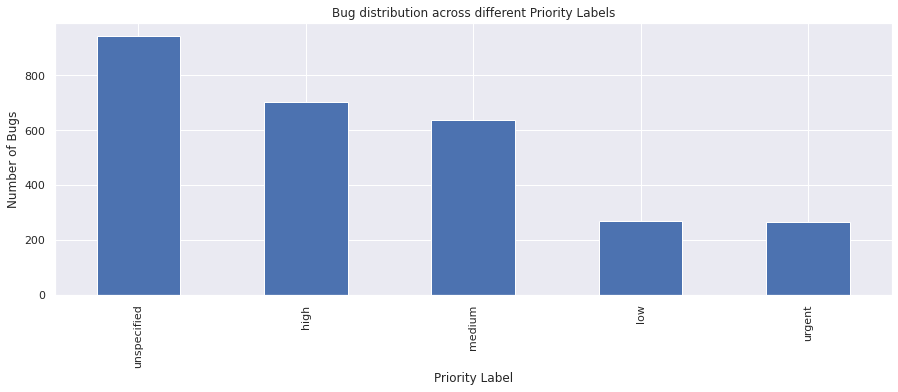 Bug distribution across different Priority Labels
Number of Bugs
800
600
400
200
0
unspecified
high
medium
low
urgent
Priority Label